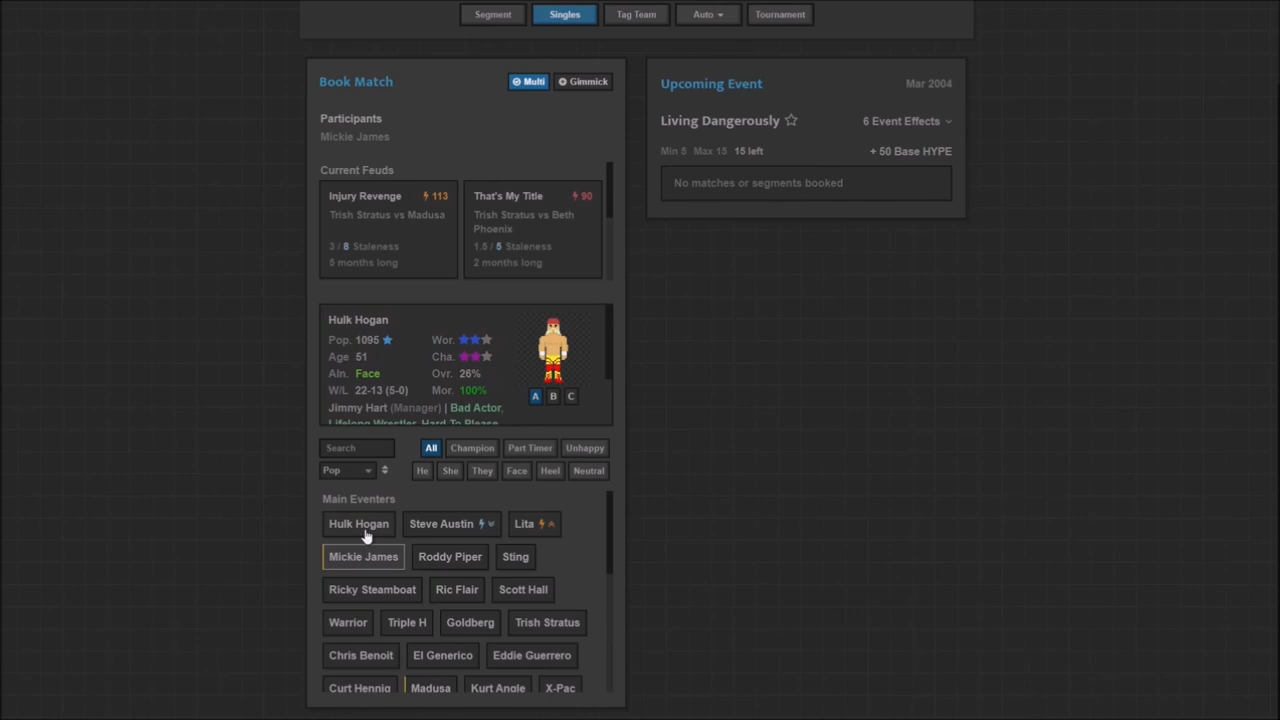 Segment Singles Tag Team Auto Tournament
Book Match Multi Gimmick
Participants
Mickie James
Current Feuds
Injury Revenge 113
Trish Stratus vs Madusa
3 / 8 Staleness
5 months long
That's My Title 90
Trish Stratus vs Beth
Phoenix
1.5 / 5 Staleness
2 months long
Hulk Hogan
Pop. 1095 Wor.
Age 51 Cha.
Aln. Face Ovr. 26%
W/L 22-13 (5-0) Mor. 100%
A B C
Jimmy Hart (Manager) | Bad Actor,
Lifelong Wrestler, Hard To Please
Search All Champion Part Timer Unhappy
Pop He She They Face Heel Neutral
Main Eventers
Hulk Hogan Steve Austin Lita
Mickie James Roddy Piper Sting
Ricky Steamboat Ric Flair Scott Hall
Warrior Triple H Goldberg Trish Stratus
Chris Benoit El Generico Eddie Guerrero
Curt Hennig Madusa Kurt Angle X-Pac
Upcoming Event Mar 2004
Living Dangerously 6 Event Effects
Min 5 Max 15 15 left + 50 Base HYPE
No matches or segments booked